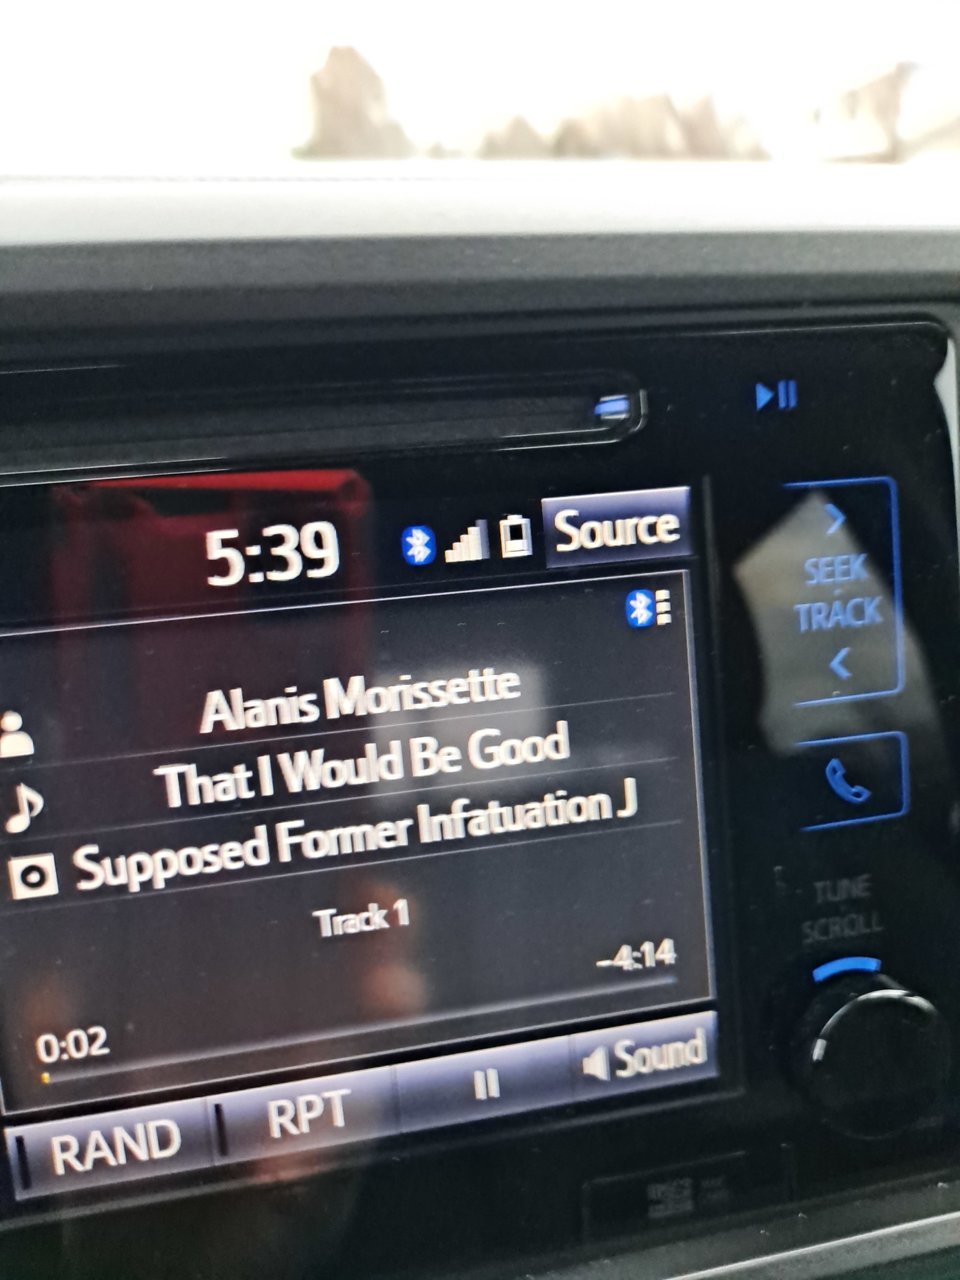 5:39 Source
SEEK
TRACK
Alanis Morissette
That I Would Be Good
Supposed Former Infatuation J
Track 1
-4:14
0:02
TUNE
SCROLL
RAND RPT Sound